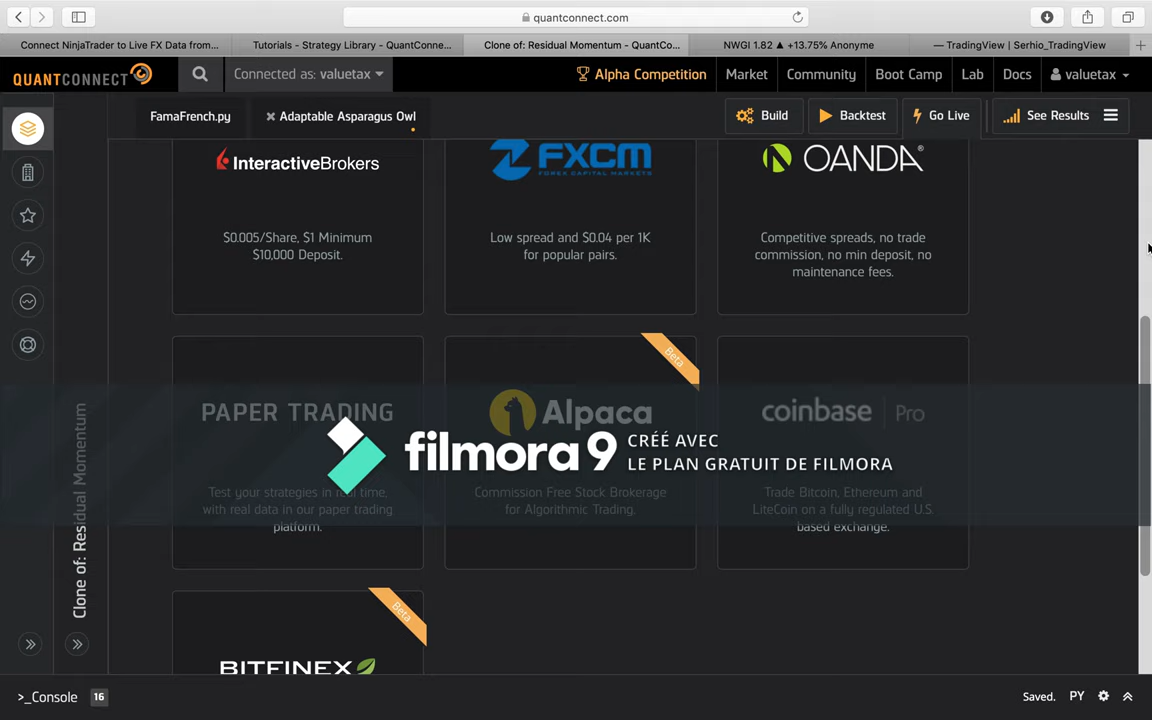 quantconnect.com
Connect NinjaTrader to Live FX Data from...
Tutorials - Strategy Library - QuantConne...
Clone of: Residual Momentum - QuantCo...
NWGI 1.82 ▲ +13.75% Anonyme
— TradingView | Serhio_TradingView
QUANTCONNECT
Connected as: valuetax
Alpha Competition
Market
Community
Boot Camp
Lab
Docs
valuetax
FamaFrench.py
Adaptable Asparagus Owl
Build
Backtest
Go Live
See Results
InteractiveBrokers
$0.005/Share, $1 Minimum
$10,000 Deposit.
FXCM
FOREX CAPITAL MARKETS
Low spread and $0.04 per 1K
for popular pairs.
OANDA®
Competitive spreads, no trade
commission, no min deposit, no
maintenance fees.
PAPER TRADING
Test your strategies in real time,
with real data in our paper trading
platform.
Beta
Alpaca
Commission Free Stock Brokerage
for Algorithmic Trading.
coinbase | Pro
Trade Bitcoin, Ethereum and
LiteCoin on a fully regulated U.S.
based exchange.
filmora 9
CRÉÉ AVEC
LE PLAN GRATUIT DE FILMORA
Beta
BITFINEX
Clone of: Residual Momentum
>_Console 16
Saved.
PY